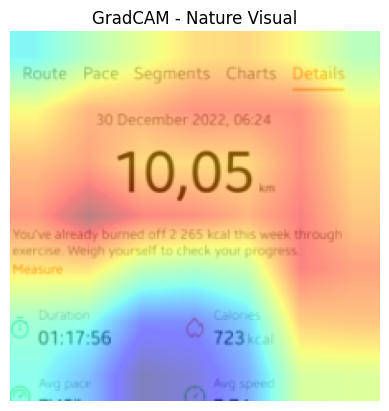 GradCAM - Nature Visual
Route Pace Segments Charts Details
30 December 2022, 06:24
10,05 km
You've already burned off 2 265 kcal this week through
exercise. Weigh yourself to check your progress.
Measure
Duration
01:17:56
Calories
723 kcal
Avg pace
Avg speed